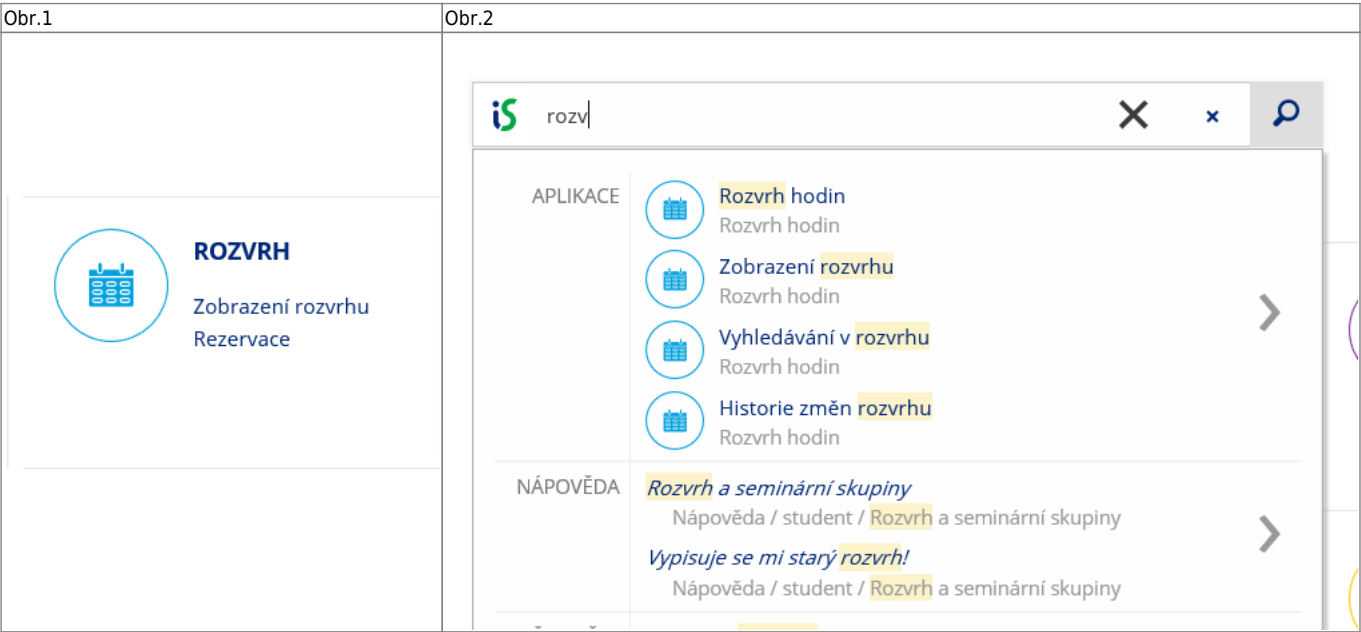 Obr.1
Obr.2
ROZVRH
Zobrazení rozvrhu
Rezervace
iS rozv
APLIKACE
Rozvrh hodin
Rozvrh hodin
Zobrazení rozvrhu
Rozvrh hodin
Vyhledávání v rozvrhu
Rozvrh hodin
Historie změn rozvrhu
Rozvrh hodin
NÁPOVĚDA
Rozvrh a seminární skupiny
Nápověda / student / Rozvrh a seminární skupiny
Vypisuje se mi starý rozvrh!
Nápověda / student / Rozvrh a seminární skupiny